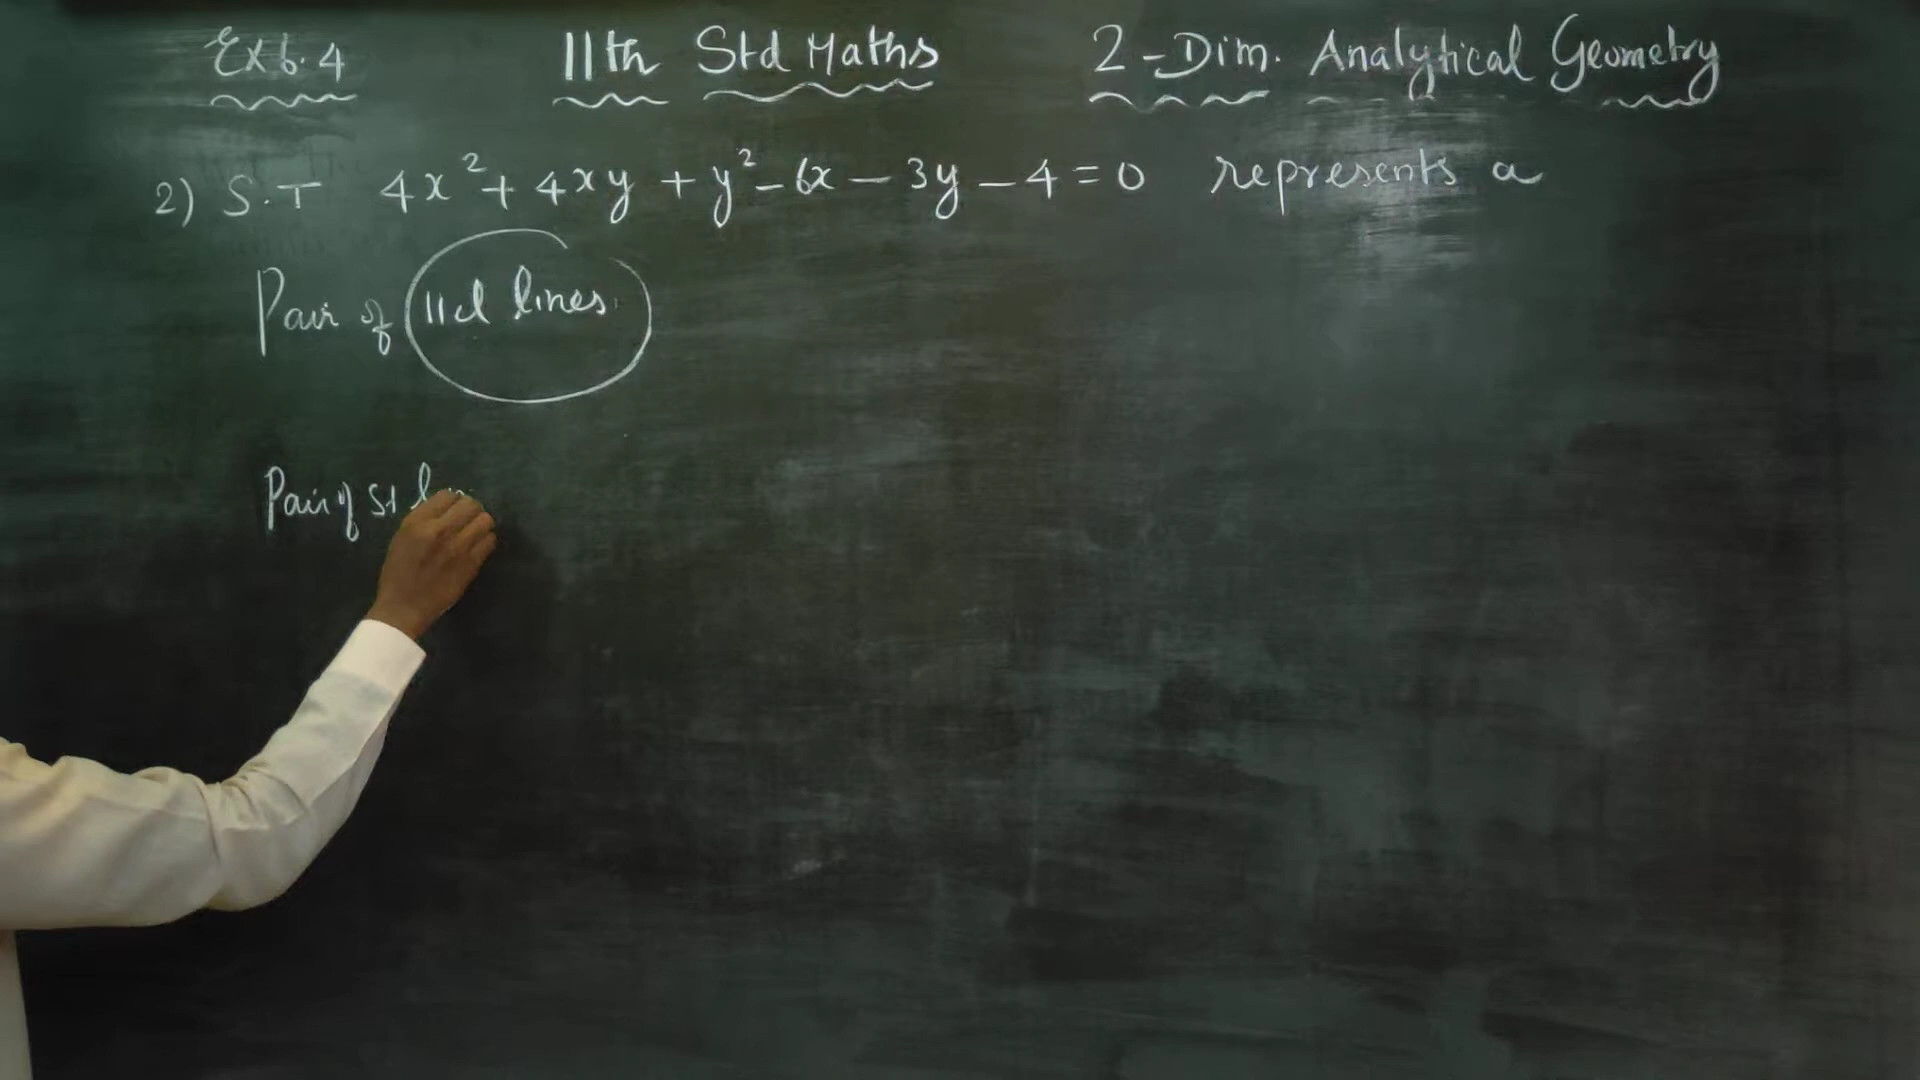 Ex 6.4 11th Std Maths 2-Dim. Analytical Geometry
2) S.T 4x²+ 4xy + y²- 6x - 3y - 4 = 0 represents a
Pair of ||el lines.
Pair of St